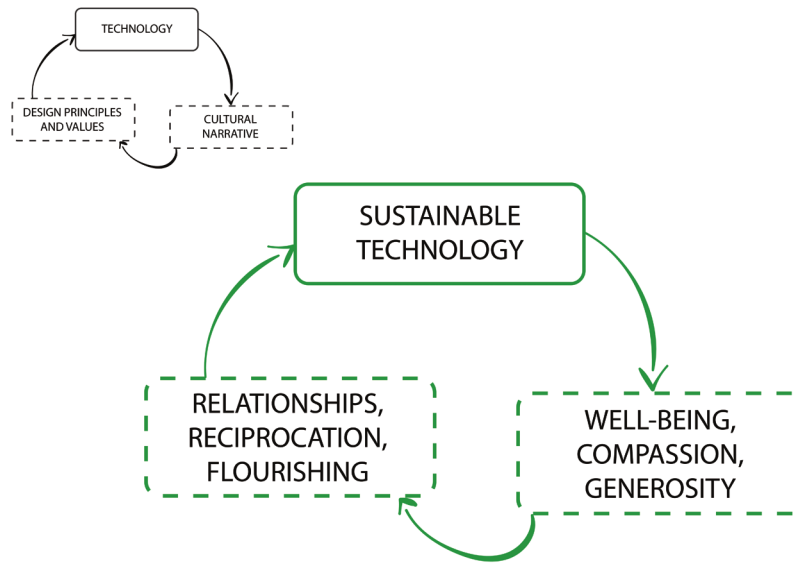 TECHNOLOGY
DESIGN PRINCIPLES
AND VALUES
CULTURAL
NARRATIVE
SUSTAINABLE
TECHNOLOGY
RELATIONSHIPS,
RECIPROCATION,
FLOURISHING
WELL-BEING,
COMPASSION,
GENEROSITY